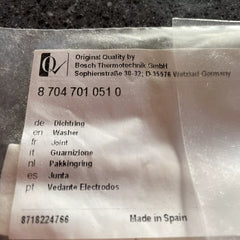 Original Quality by
Bosch Thermotechnik GmbH
Sophienstraße 30-32; D-35576 Wetzlar-Germany
8 704 701 051 0
de Dichtring
en Washer
fr Joint
it Guarnizione
nl Pakkingring
es Junta
pt Vedante Electrodos
8718224766
Made in Spain